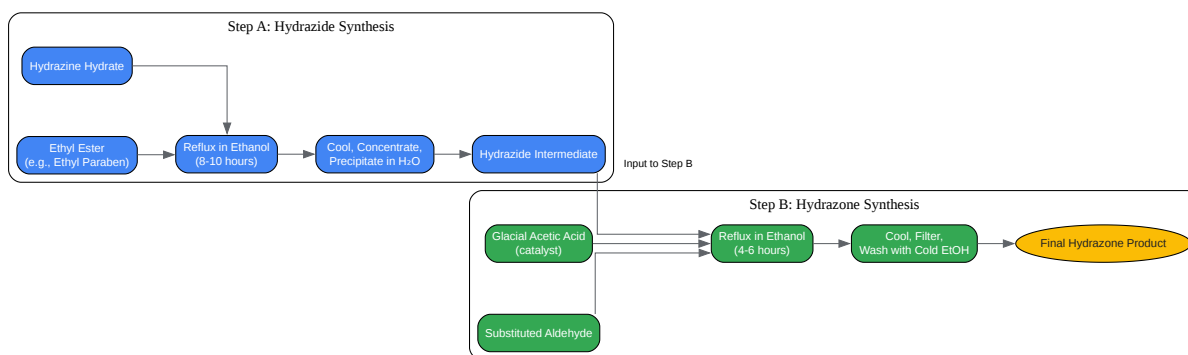 Step A: Hydrazide Synthesis
Hydrazine Hydrate
Ethyl Ester
(e.g., Ethyl Paraben)
Reflux in Ethanol
(8-10 hours)
Cool, Concentrate,
Precipitate in H₂O
Hydrazide Intermediate
Input to Step B
Step B: Hydrazone Synthesis
Glacial Acetic Acid
(catalyst)
Reflux in Ethanol
(4-6 hours)
Cool, Filter,
Wash with Cold EtOH
Final Hydrazone Product
Substituted Aldehyde